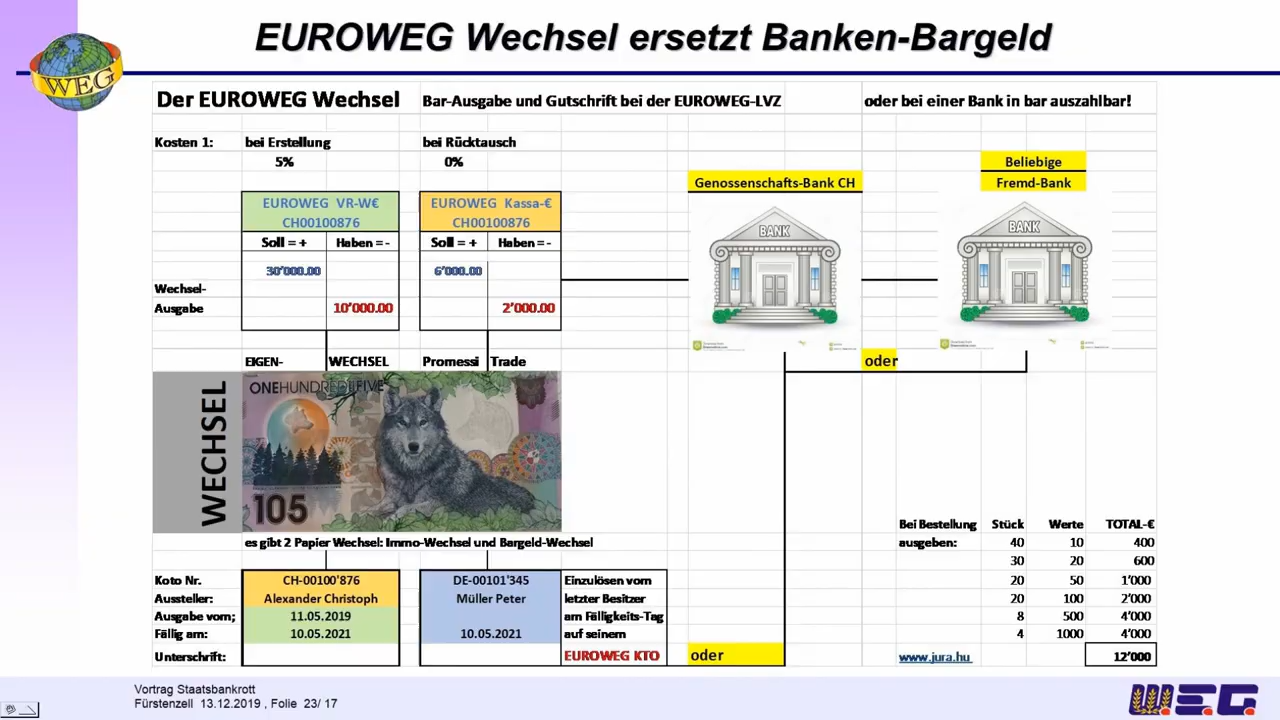 EUROWEG Wechsel ersetzt Banken-Bargeld
WEG
Der EUROWEG Wechsel Bar-Ausgabe und Gutschrift bei der EUROWEG-LVZ oder bei einer Bank in bar auszahlbar!
Kosten 1: bei Erstellung bei Rücktausch
5% 0%
Beliebige
Genossenschafts-Bank CH Fremd-Bank
EUROWEG VR-W€ EUROWEG Kassa-€
CH00100876 CH00100876
Soll = + Haben = - Soll = + Haben = -
BANK BANK
30'000.00 6'000.00
Wechsel-
Ausgabe 10'000.00 2'000.00
EIGEN- WECHSEL Promessi Trade oder
WECHSEL
ONEHUNDREDFIVE
105
es gibt 2 Papier Wechsel: Immo-Wechsel und Bargeld-Wechsel
Bei Bestellung Stück Werte TOTAL-€
ausgeben: 40 10 400
30 20 600
20 50 1'000
20 100 2'000
8 500 4'000
4 1000 4'000
12'000
Koto Nr. CH-00100'876 DE-00101'345 Einzulösen vom
Aussteller: Alexander Christoph Müller Peter letzter Besitzer
Ausgabe vom; 11.05.2019 am Fälligkeits-Tag
Fällig am: 10.05.2021 10.05.2021 auf seinem
Unterschrift: EUROWEG KTO oder www.jura.hu
Vortrag Staatsbankrott
Fürstenzell 13.12.2019 , Folie 23/ 17
W.E.G.